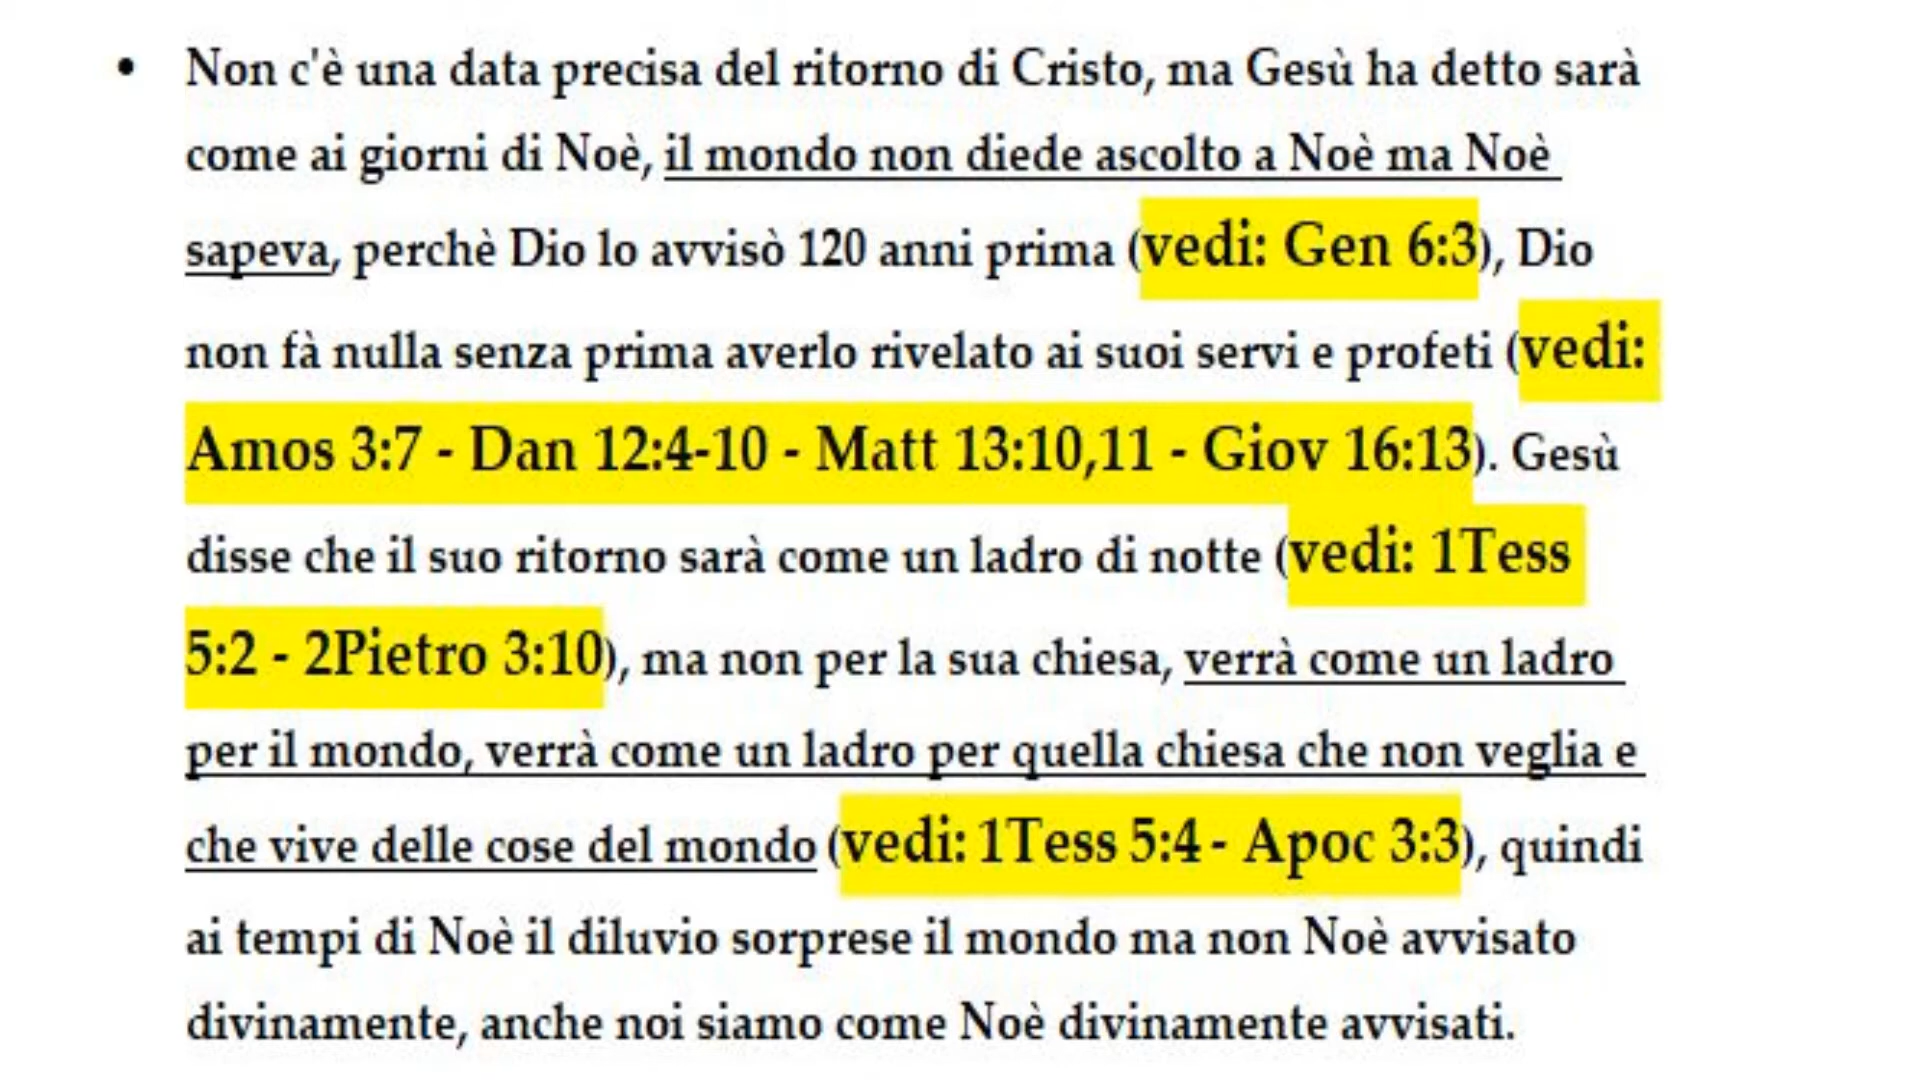 • Non c'è una data precisa del ritorno di Cristo, ma Gesù ha detto sarà
come ai giorni di Noè, il mondo non diede ascolto a Noè ma Noè
sapeva, perchè Dio lo avvisò 120 anni prima (vedi: Gen 6:3), Dio
non fà nulla senza prima averlo rivelato ai suoi servi e profeti (vedi:
Amos 3:7 - Dan 12:4-10 - Matt 13:10,11 - Giov 16:13). Gesù
disse che il suo ritorno sarà come un ladro di notte (vedi: 1Tess
5:2 - 2Pietro 3:10), ma non per la sua chiesa, verrà come un ladro
per il mondo, verrà come un ladro per quella chiesa che non veglia e
che vive delle cose del mondo (vedi: 1Tess 5:4 - Apoc 3:3), quindi
ai tempi di Noè il diluvio sorprese il mondo ma non Noè avvisato
divinamente, anche noi siamo come Noè divinamente avvisati.